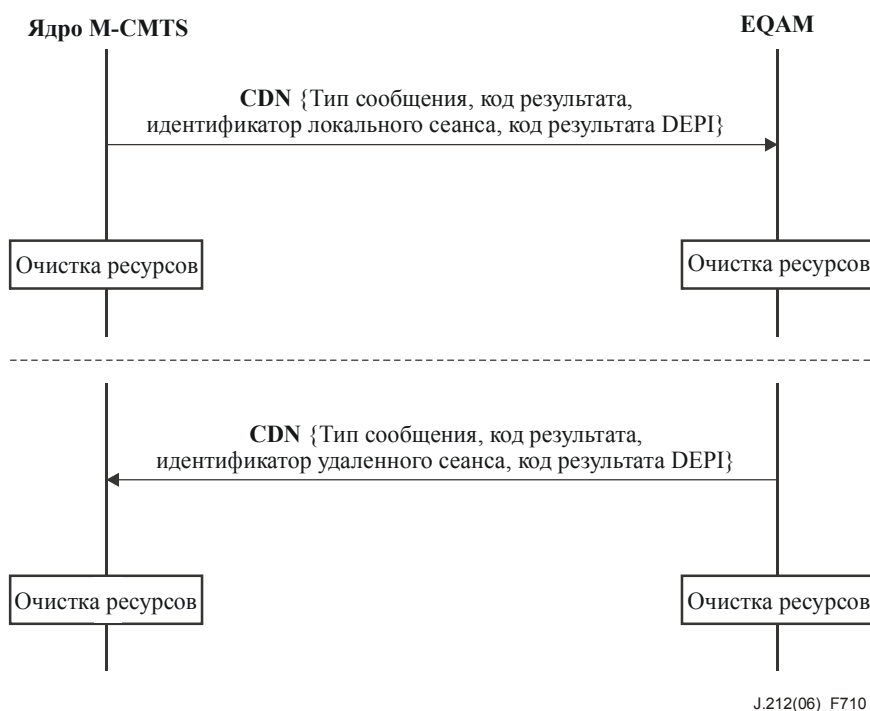 Ядро M-CMTS
EQAM
CDN {Тип сообщения, код результата,
идентификатор локального сеанса, код результата DEPI}
Очистка ресурсов
Очистка ресурсов
CDN {Тип сообщения, код результата,
идентификатор удаленного сеанса, код результата DEPI}
Очистка ресурсов
Очистка ресурсов
J.212(06)_F710